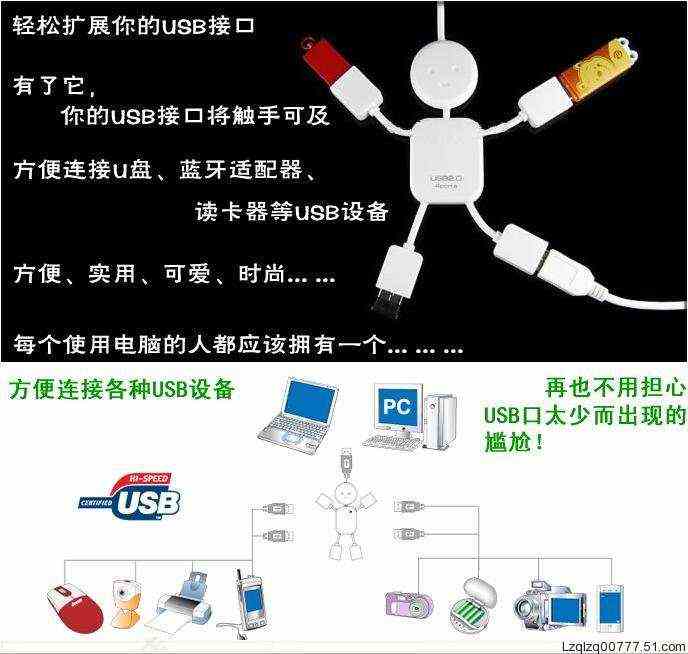 轻松扩展你的USB接口
有了它，
你的USB接口将触手可及
方便连接U盘、蓝牙适配器、
读卡器等USB设备
方便、实用、可爱、时尚… …
每个使用电脑的人都应该拥有一个… … …
USB2.0
4ports
方便连接各种USB设备
再也不用担心
USB口太少而出现的
尴尬！
PC
HI-SPEED
CERTIFIED USB
Lzqlzq00777.51.com